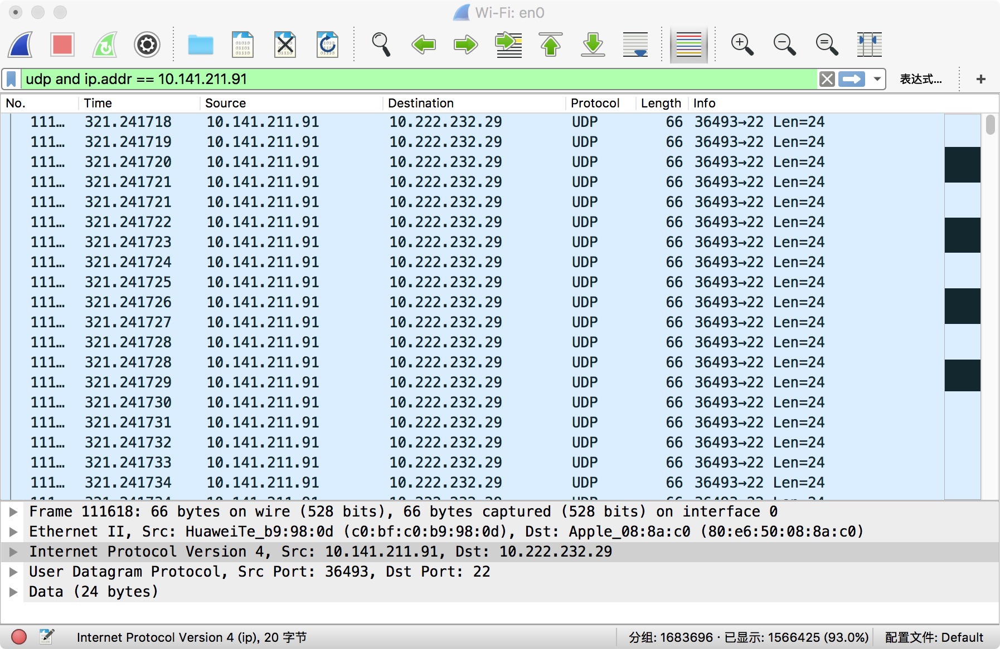 Wi-Fi: en0
udp and ip.addr == 10.141.211.91 表达式... +
No. Time Source Destination Protocol Length Info
111… 321.241718 10.141.211.91 10.222.232.29 UDP 66 36493→22 Len=24
111… 321.241719 10.141.211.91 10.222.232.29 UDP 66 36493→22 Len=24
111… 321.241720 10.141.211.91 10.222.232.29 UDP 66 36493→22 Len=24
111… 321.241721 10.141.211.91 10.222.232.29 UDP 66 36493→22 Len=24
111… 321.241721 10.141.211.91 10.222.232.29 UDP 66 36493→22 Len=24
111… 321.241722 10.141.211.91 10.222.232.29 UDP 66 36493→22 Len=24
111… 321.241723 10.141.211.91 10.222.232.29 UDP 66 36493→22 Len=24
111… 321.241724 10.141.211.91 10.222.232.29 UDP 66 36493→22 Len=24
111… 321.241725 10.141.211.91 10.222.232.29 UDP 66 36493→22 Len=24
111… 321.241726 10.141.211.91 10.222.232.29 UDP 66 36493→22 Len=24
111… 321.241727 10.141.211.91 10.222.232.29 UDP 66 36493→22 Len=24
111… 321.241728 10.141.211.91 10.222.232.29 UDP 66 36493→22 Len=24
111… 321.241728 10.141.211.91 10.222.232.29 UDP 66 36493→22 Len=24
111… 321.241729 10.141.211.91 10.222.232.29 UDP 66 36493→22 Len=24
111… 321.241730 10.141.211.91 10.222.232.29 UDP 66 36493→22 Len=24
111… 321.241731 10.141.211.91 10.222.232.29 UDP 66 36493→22 Len=24
111… 321.241732 10.141.211.91 10.222.232.29 UDP 66 36493→22 Len=24
111… 321.241733 10.141.211.91 10.222.232.29 UDP 66 36493→22 Len=24
111… 321.241734 10.141.211.91 10.222.232.29 UDP 66 36493→22 Len=24
Frame 111618: 66 bytes on wire (528 bits), 66 bytes captured (528 bits) on interface 0
Ethernet II, Src: HuaweiTe_b9:98:0d (c0:bf:c0:b9:98:0d), Dst: Apple_08:8a:c0 (80:e6:50:08:8a:c0)
Internet Protocol Version 4, Src: 10.141.211.91, Dst: 10.222.232.29
User Datagram Protocol, Src Port: 36493, Dst Port: 22
Data (24 bytes)
Internet Protocol Version 4 (ip), 20 字节 分组: 1683696 · 已显示: 1566425 (93.0%) 配置文件: Default